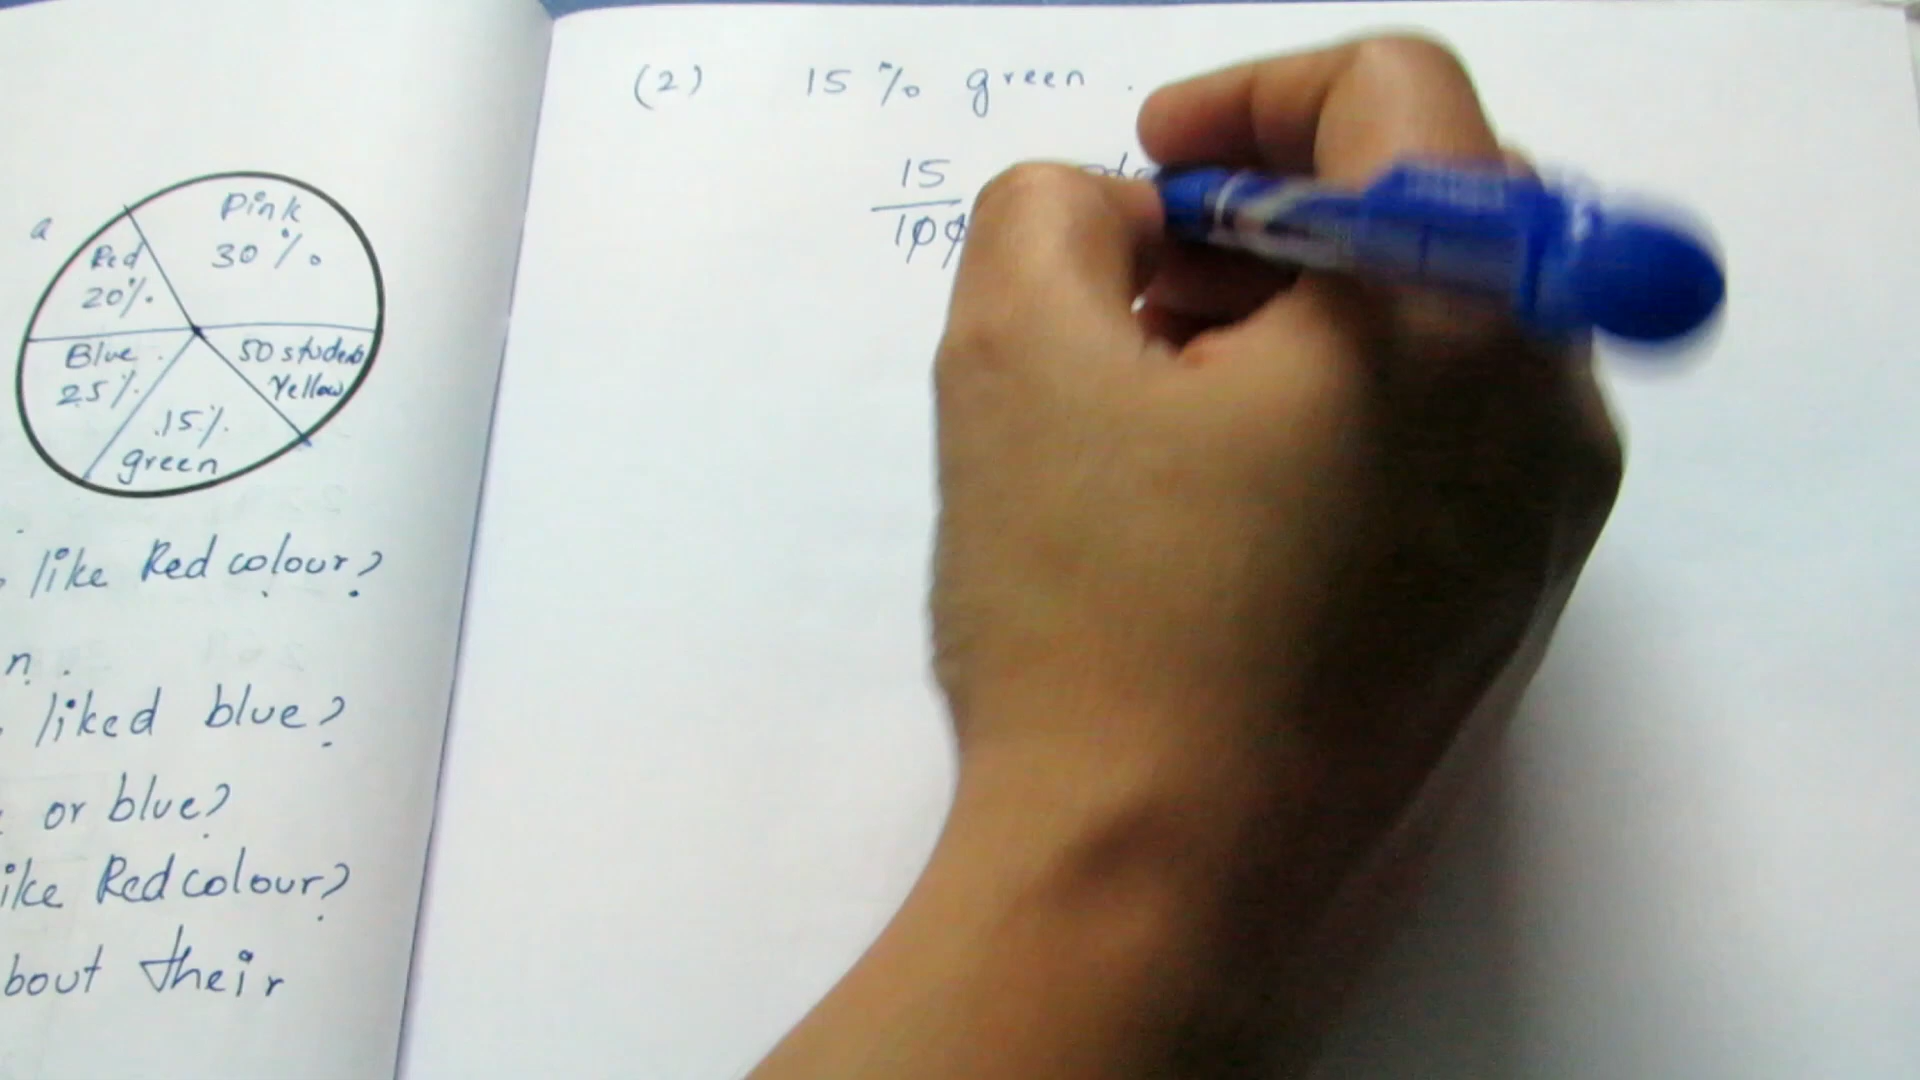 a
Pink
30%
Red
20%
Blue
25%
50 students
Yellow
15%
green
like Red colour?
n.
liked blue?
or blue?
like Red colour?
bout their
(2) 15% green.
15
100